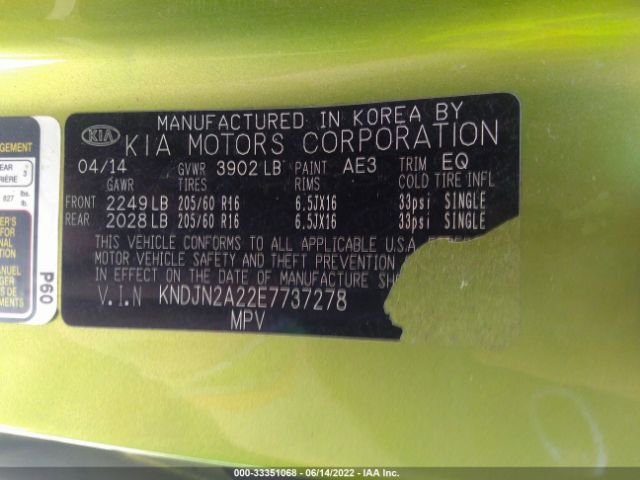 MANUFACTURED IN KOREA BY
KIA KIA MOTORS CORPORATION
04/14 GVWR 3902 LB PAINT AE3 TRIM EQ
GAWR TIRES RIMS COLD TIRE INFL
FRONT 2249 LB 205/60 R16 6.5JX16 33psi SINGLE
REAR 2028 LB 205/60 R16 6.5JX16 33psi SINGLE
THIS VEHICLE CONFORMS TO ALL APPLICABLE U.S.A.
MOTOR VEHICLE SAFETY AND THEFT PREVENTION
IN EFFECT ON THE DATE OF MANUFACTURE
V.I.N KNDJN2A22E7737278
MPV
P60
827 lbs.
000-33351068 - 06/14/2022 - IAA Inc.